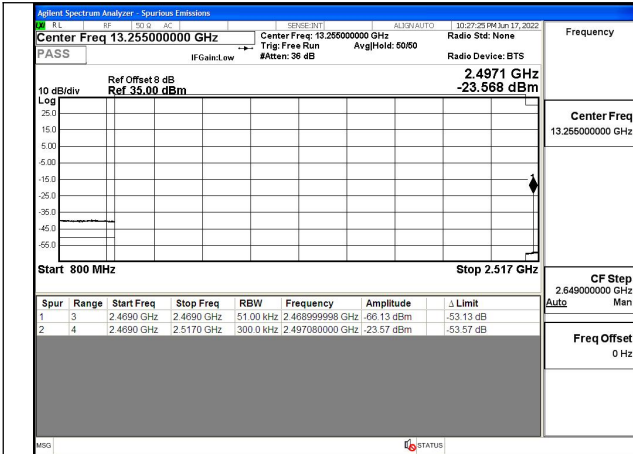 Agilent Spectrum Analyzer - Spurious Emissions
RL RF 50 Ω AC SENSE:INT ALIGN AUTO 10:27:25 PM Jun 17, 2022
Center Freq 13.255000000 GHz
Center Freq: 13.255000000 GHz
Radio Std: None
Trig: Free Run Avg|Hold: 50/50
PASS
IFGain:Low
#Atten: 36 dB
Radio Device: BTS
Ref Offset 8 dB
2.4971 GHz
10 dB/div Ref 35.00 dBm
-23.568 dBm
Log
25.0
15.0
5.00
-5.00
-15.0
-25.0
-35.0
-45.0
-55.0
1
Start 800 MHz
Stop 2.517 GHz
Spur Range Start Freq Stop Freq RBW Frequency Amplitude Δ Limit
1 3 2.4690 GHz 2.4690 GHz 51.00 kHz 2.468999998 GHz -66.13 dBm -53.13 dB
2 4 2.4690 GHz 2.5170 GHz 300.0 kHz 2.497080000 GHz -23.57 dBm -53.57 dB
MSG
STATUS
Frequency
Center Freq
13.255000000 GHz
CF Step
2.649000000 GHz
Auto Man
Freq Offset
0 Hz